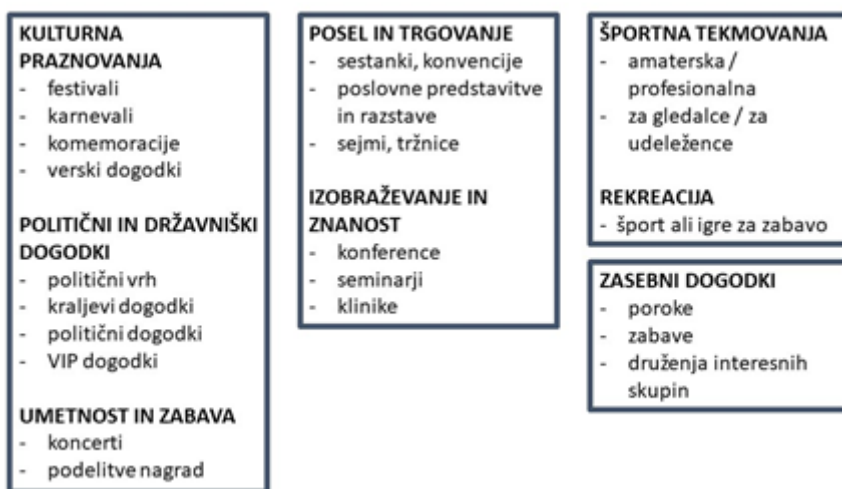 KULTURNA
PRAZNOVANJA
- festivali
- karnevali
- komemoracije
- verski dogodki
POLITIČNI IN DRŽAVNIŠKI
DOGODKI
- politični vrh
- kraljevi dogodki
- politični dogodki
- VIP dogodki
UMETNOST IN ZABAVA
- koncerti
- podelitve nagrad
POSEL IN TRGOVANJE
- sestanki, konvencije
- poslovne predstavitve
in razstave
- sejmi, tržnice
IZOBRAŽEVANJE IN
ZNANOST
- konference
- seminarji
- klinike
ŠPORTNA TEKMOVANJA
- amaterska /
profesionalna
- za gledalce / za
udeležence
REKREACIJA
- šport ali igre za zabavo
ZASEBNI DOGODKI
- poroke
- zabave
- druženja interesnih
skupin